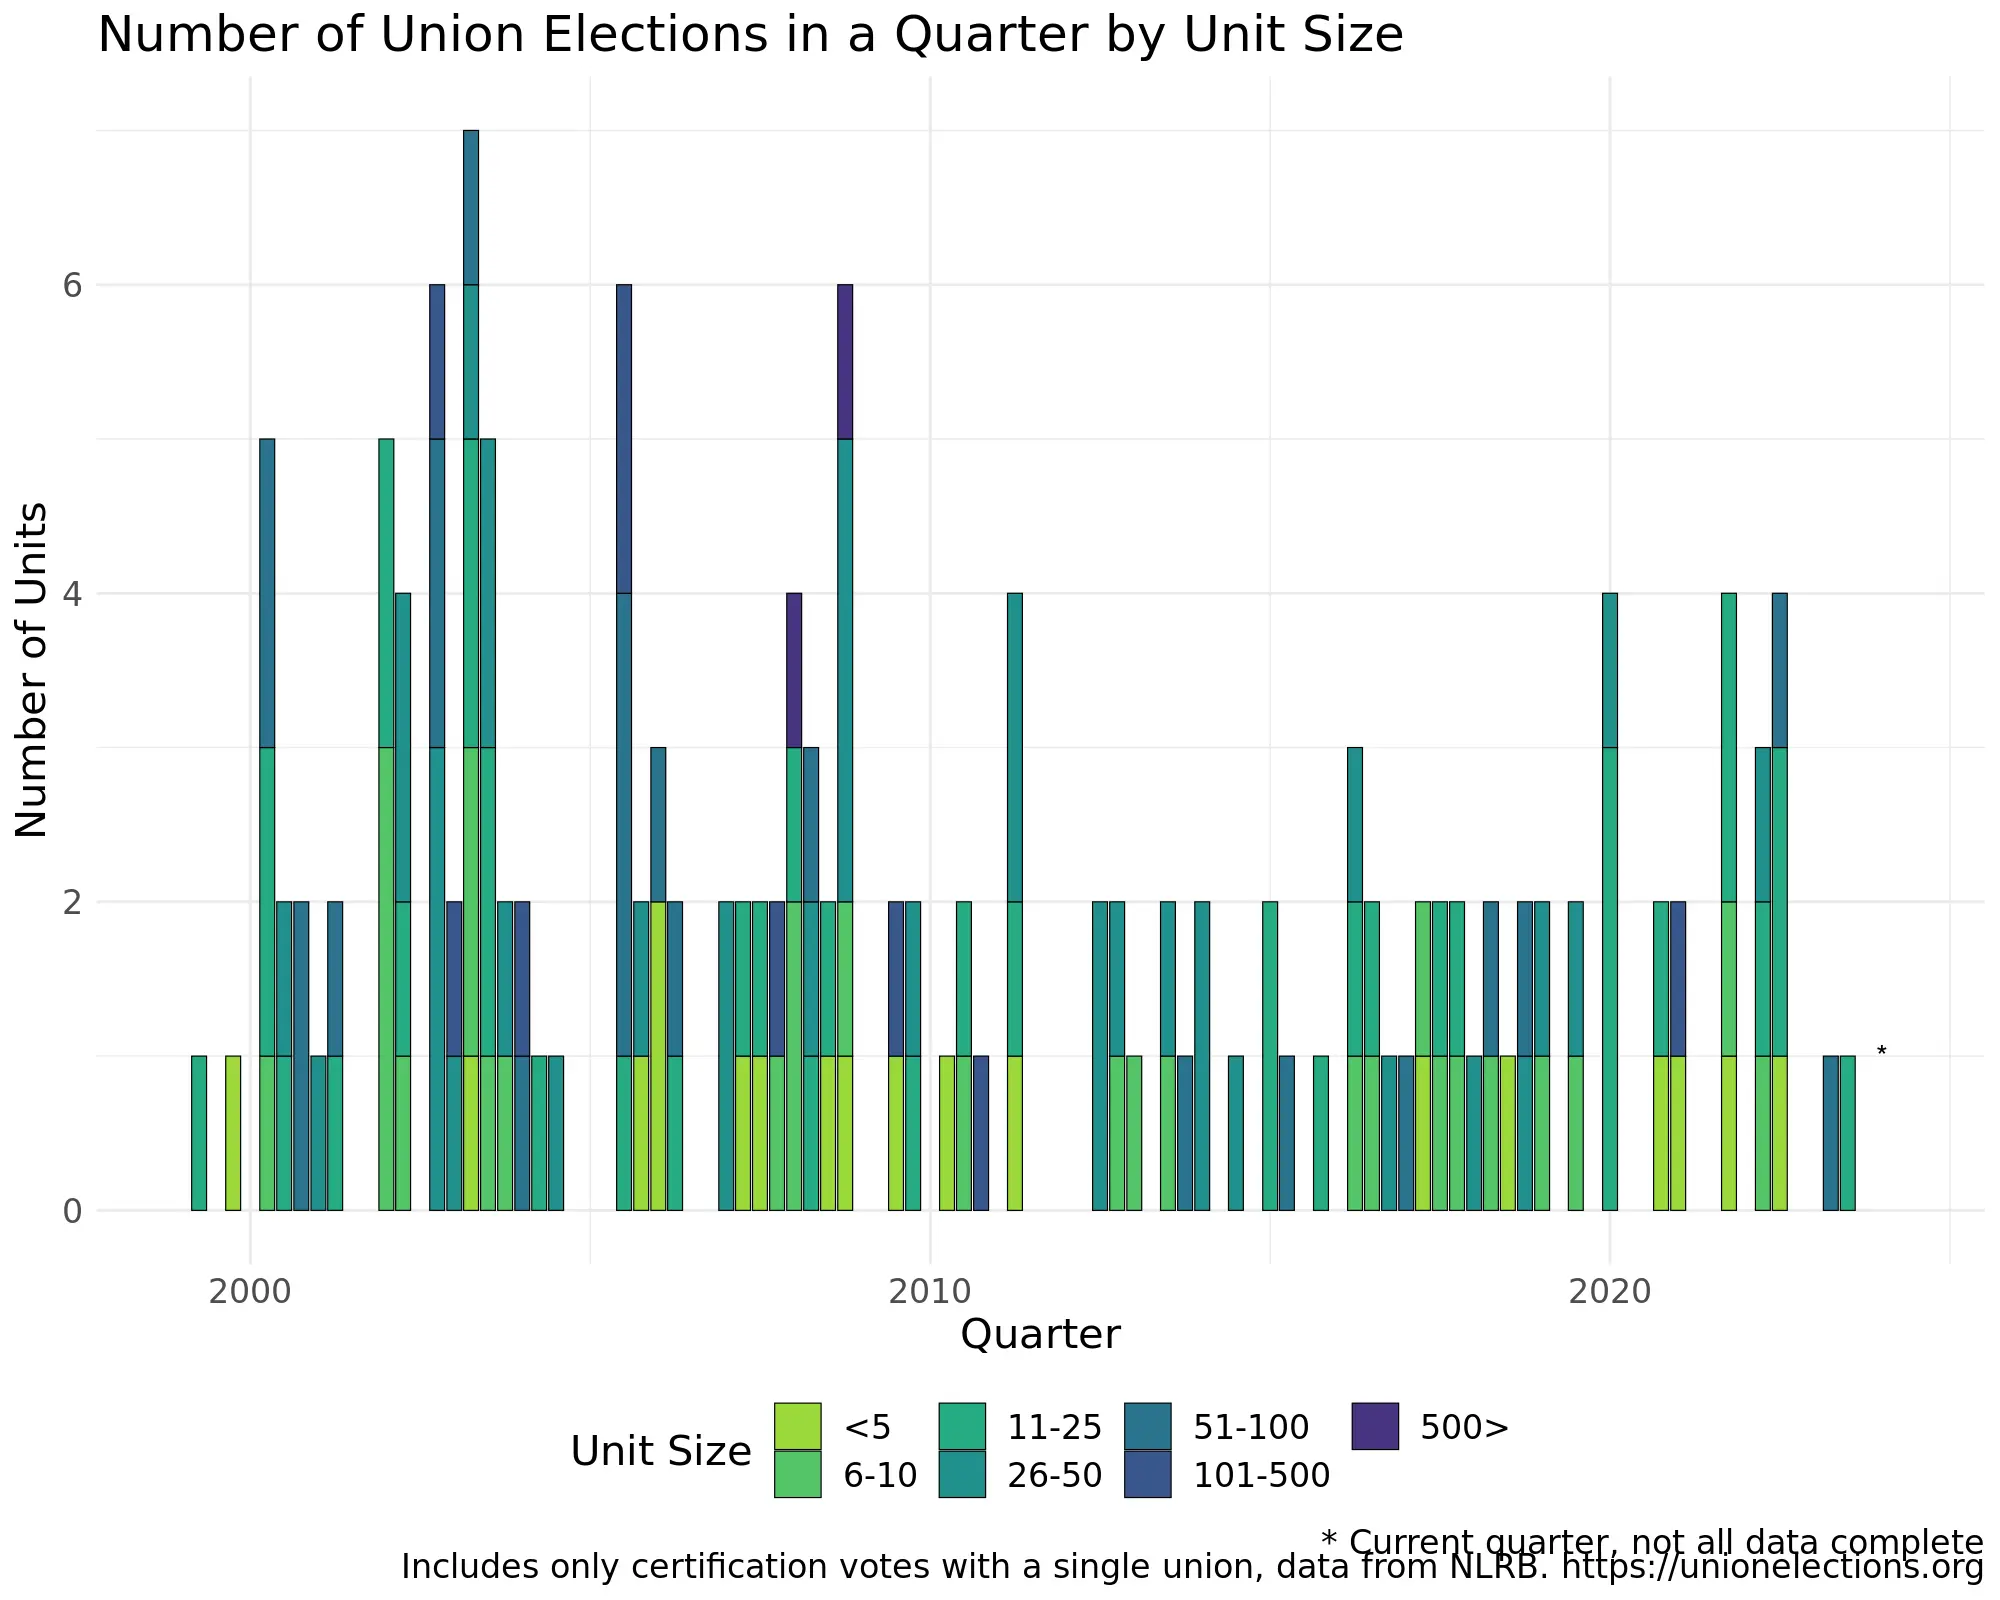 Number of Union Elections in a Quarter by Unit Size
Number of Units
6
4
2
0
*
2000 2010 2020
Quarter
Unit Size
<5 11-25 51-100 500>
6-10 26-50 101-500
* Current quarter, not all data complete
Includes only certification votes with a single union, data from NLRB. https://unionelections.org